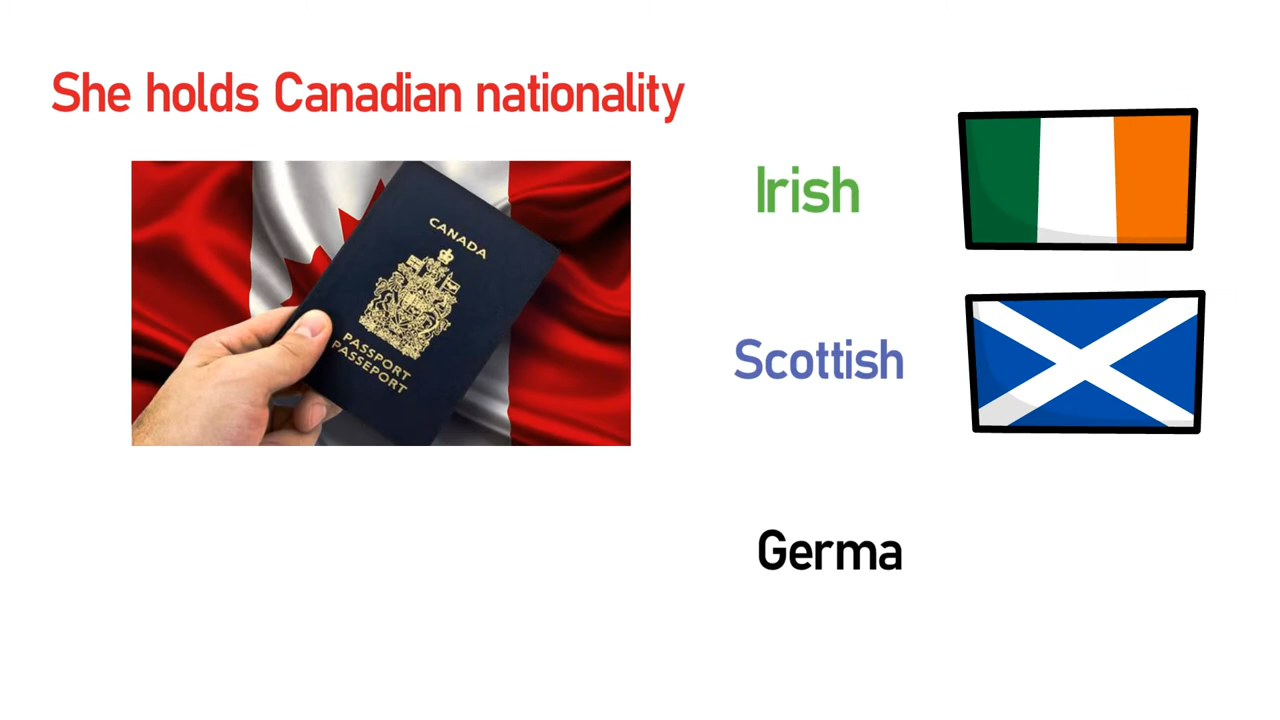 She holds Canadian nationality
CANADA
PASSPORT
PASSEPORT
Irish
Scottish
Germa